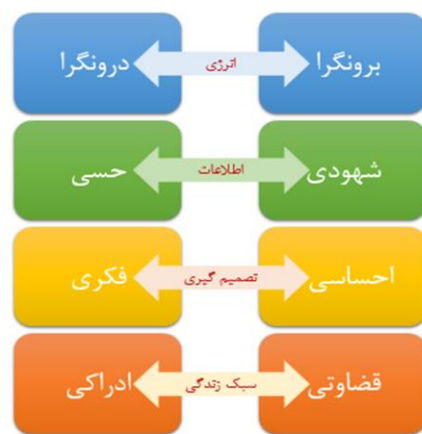 برونگرا انرژی درونگرا
شهودی اطلاعات حسی
احساسی تصمیم گیری فکری
قضاوتی سبک زندگی ادراکی